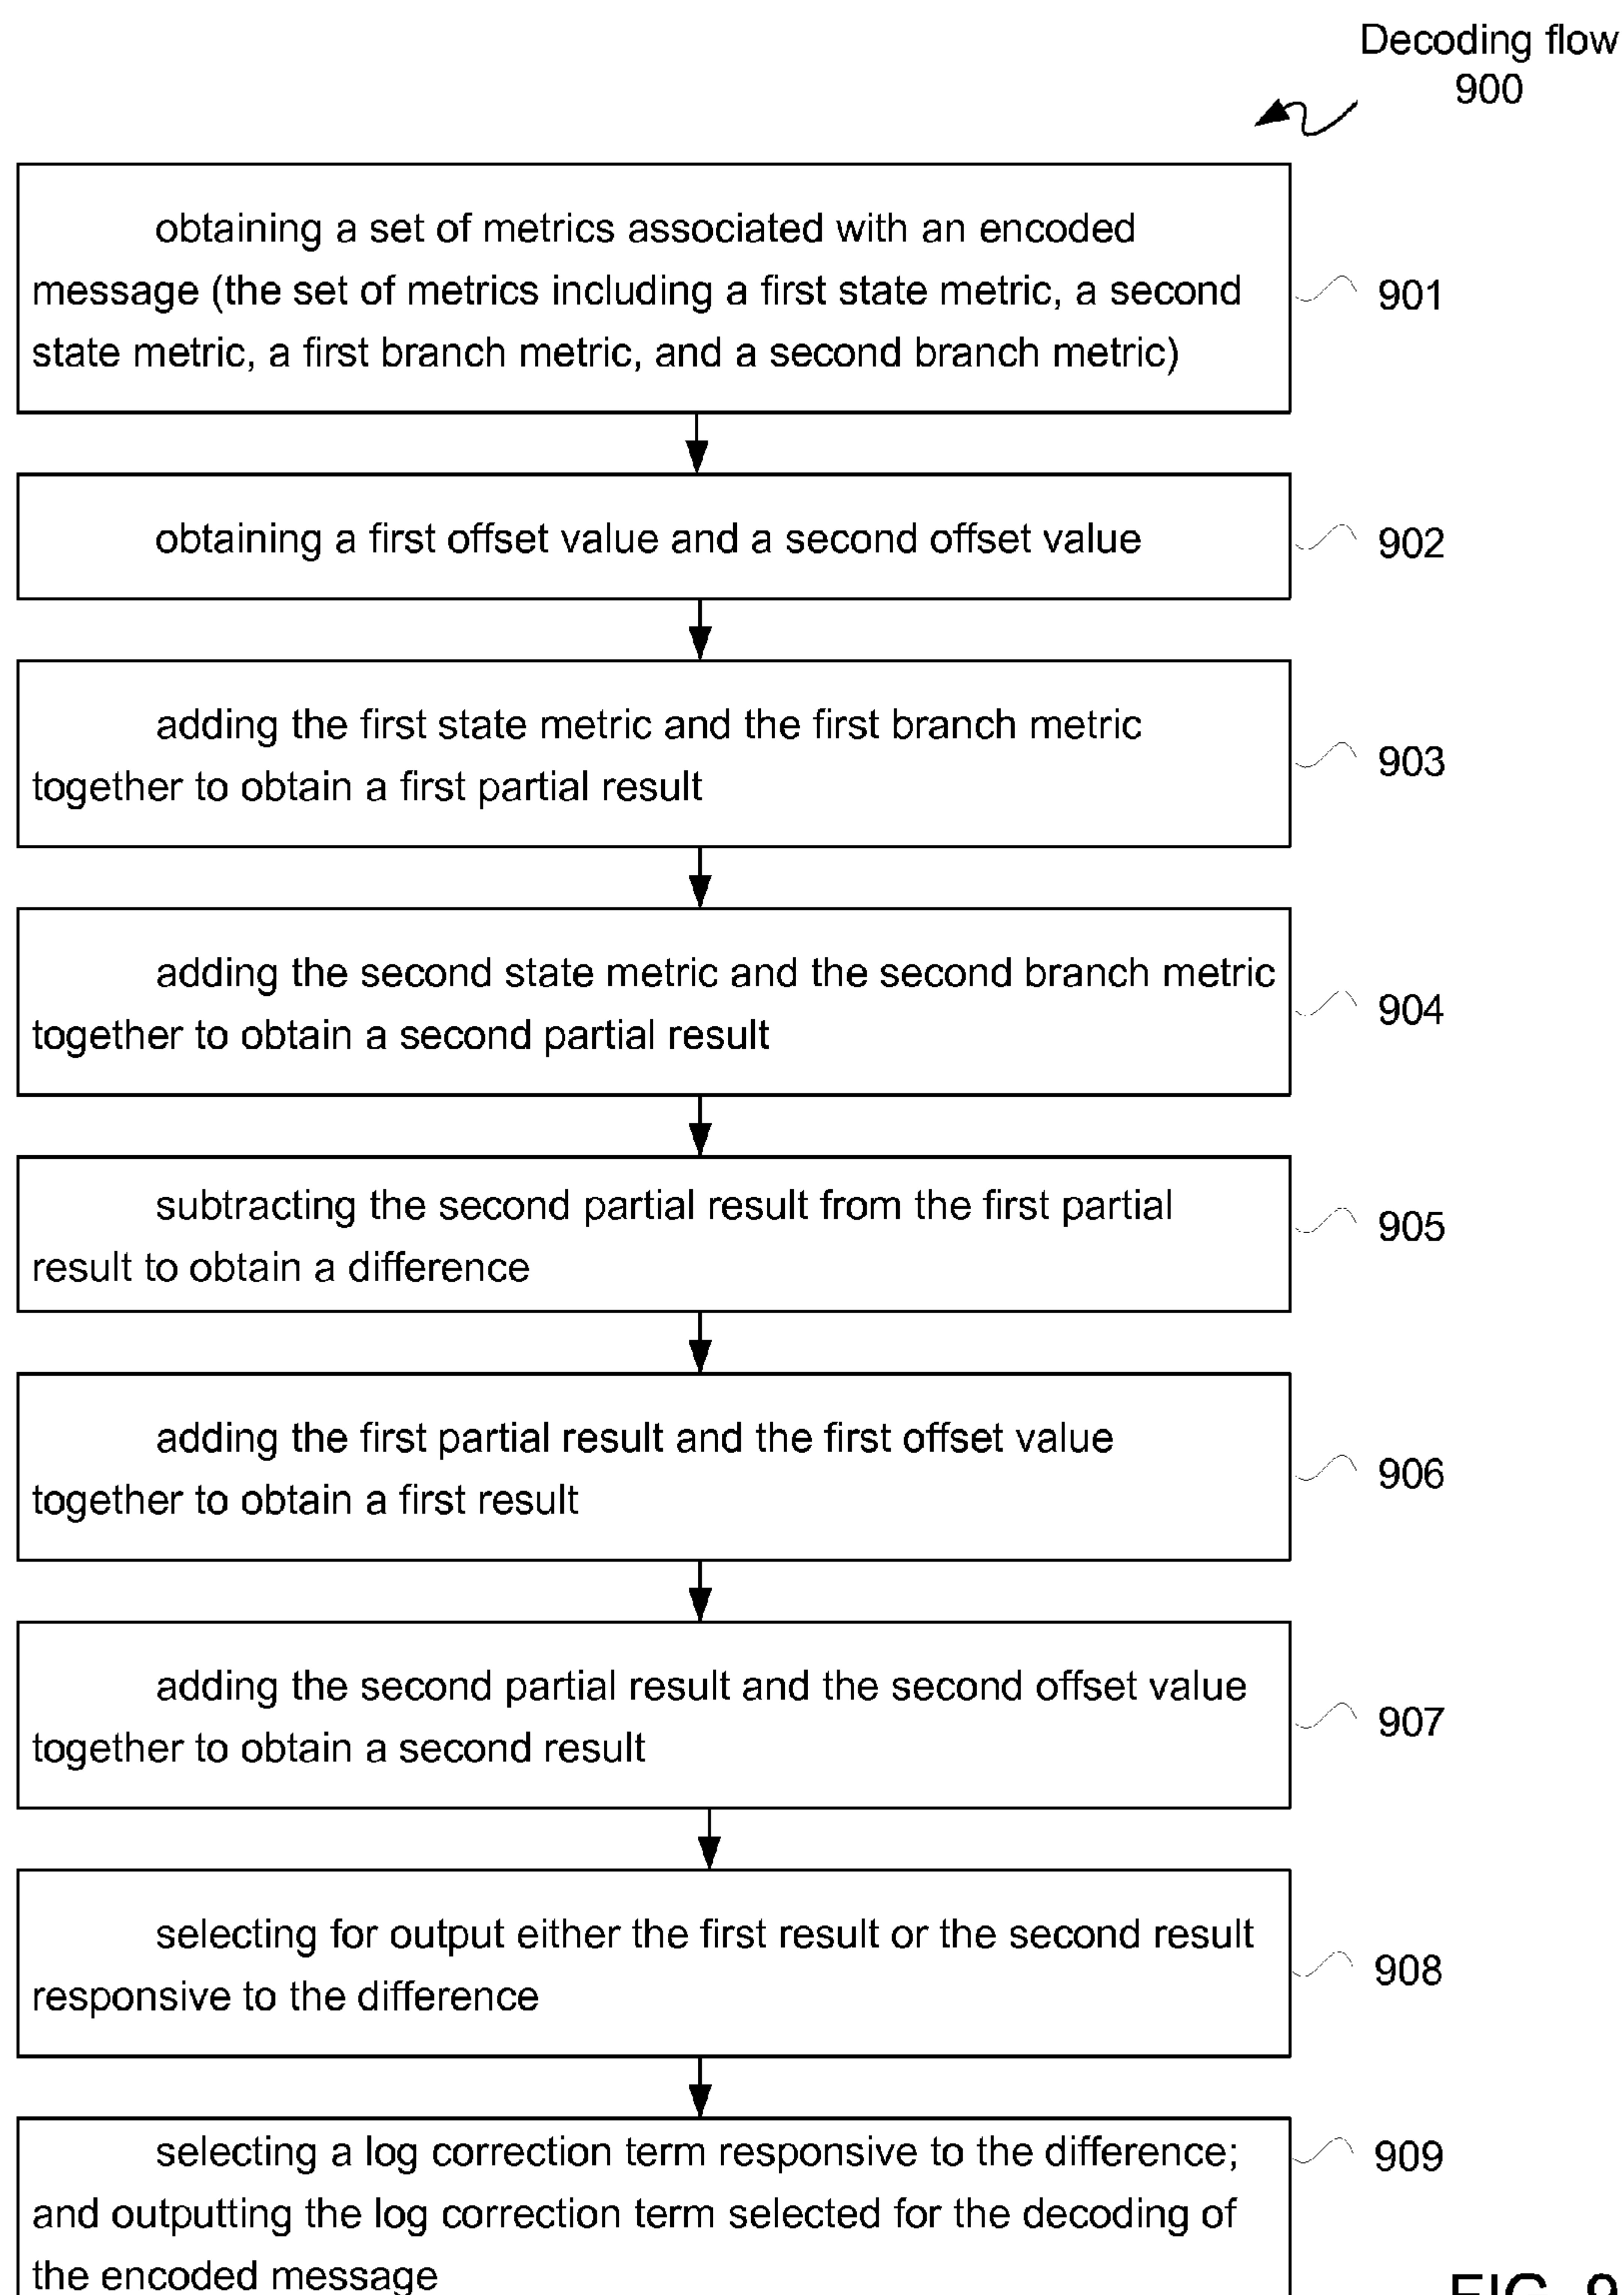 Decoding flow
900
obtaining a set of metrics associated with an encoded
message (the set of metrics including a first state metric, a second
state metric, a first branch metric, and a second branch metric)
901
obtaining a first offset value and a second offset value
902
adding the first state metric and the first branch metric
together to obtain a first partial result
903
adding the second state metric and the second branch metric
together to obtain a second partial result
904
subtracting the second partial result from the first partial
result to obtain a difference
905
adding the first partial result and the first offset value
together to obtain a first result
906
adding the second partial result and the second offset value
together to obtain a second result
907
selecting for output either the first result or the second result
responsive to the difference
908
selecting a log correction term responsive to the difference;
and outputting the log correction term selected for the decoding of
the encoded message
909
FIG. 9